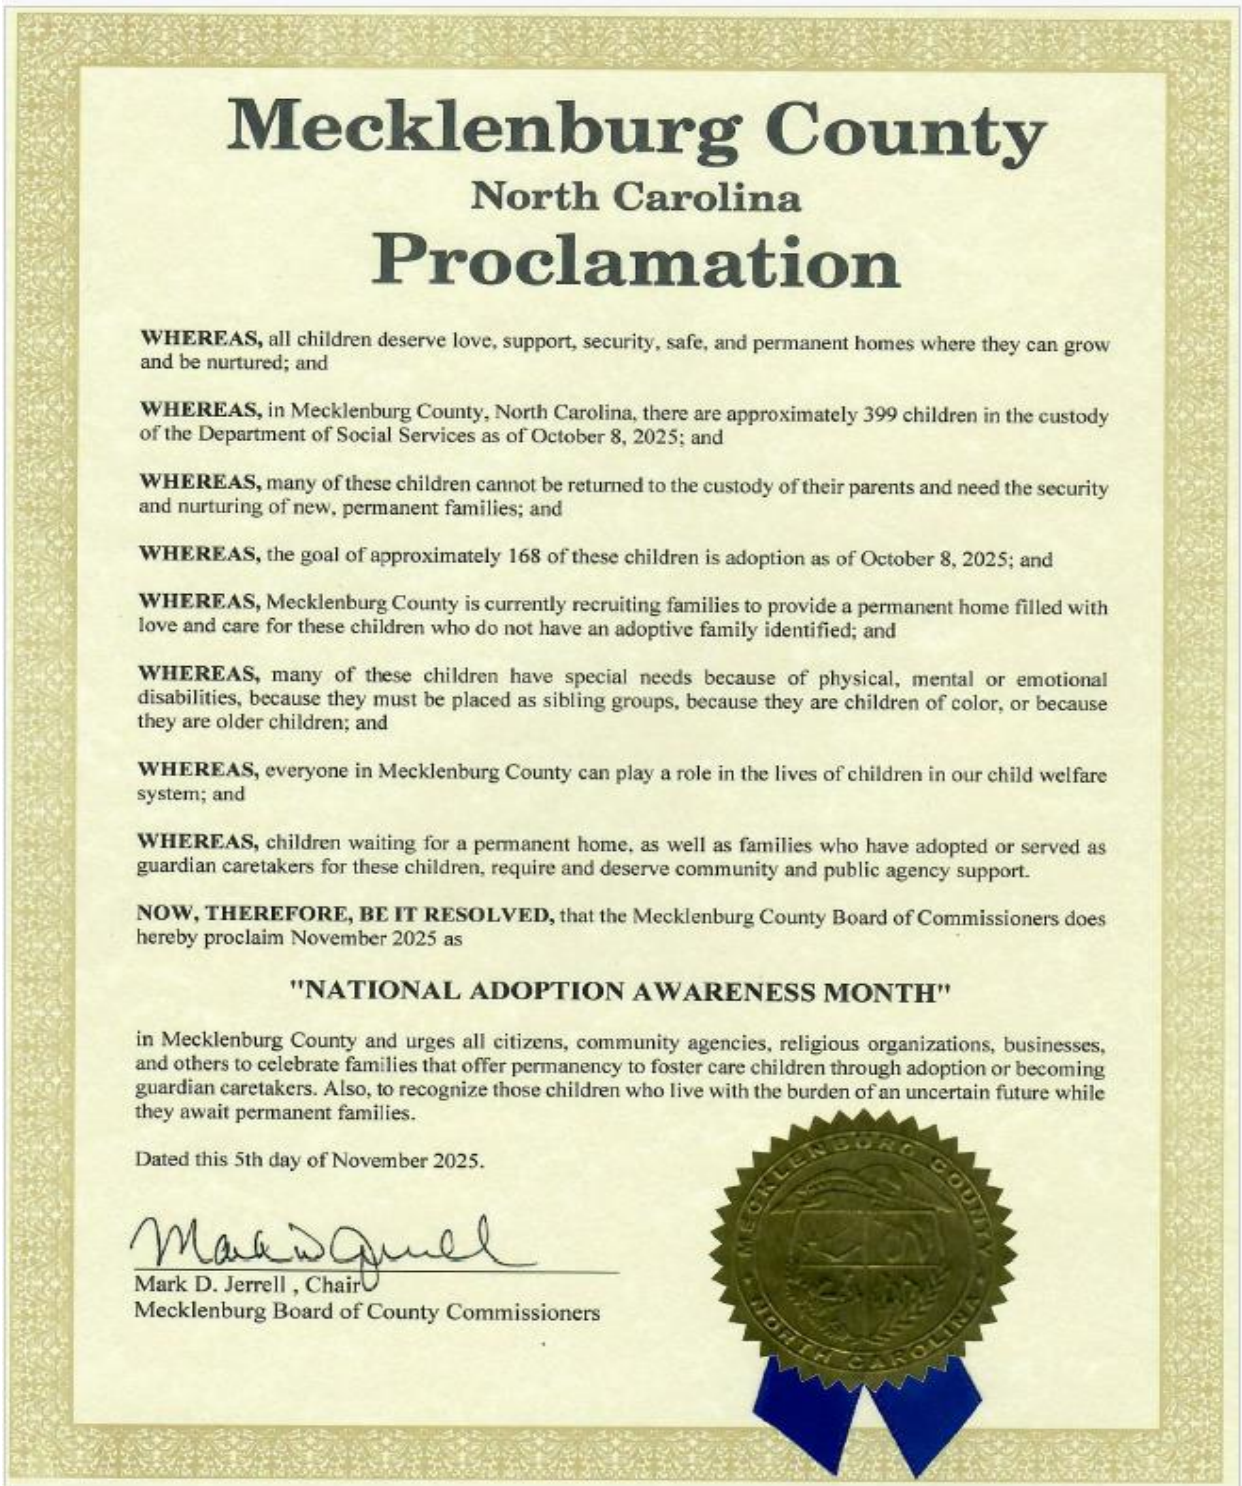 Mecklenburg County
North Carolina
Proclamation
WHEREAS, all children deserve love, support, security, safe, and permanent homes where they can grow
and be nurtured; and
WHEREAS, in Mecklenburg County, North Carolina, there are approximately 399 children in the custody
of the Department of Social Services as of October 8, 2025; and
WHEREAS, many of these children cannot be returned to the custody of their parents and need the security
and nurturing of new, permanent families; and
WHEREAS, the goal of approximately 168 of these children is adoption as of October 8, 2025; and
WHEREAS, Mecklenburg County is currently recruiting families to provide a permanent home filled with
love and care for these children who do not have an adoptive family identified; and
WHEREAS, many of these children have special needs because of physical, mental or emotional
disabilities, because they must be placed as sibling groups, because they are children of color, or because
they are older children; and
WHEREAS, everyone in Mecklenburg County can play a role in the lives of children in our child welfare
system; and
WHEREAS, children waiting for a permanent home, as well as families who have adopted or served as
guardian caretakers for these children, require and deserve community and public agency support.
NOW, THEREFORE, BE IT RESOLVED, that the Mecklenburg County Board of Commissioners does
hereby proclaim November 2025 as
"NATIONAL ADOPTION AWARENESS MONTH"
in Mecklenburg County and urges all citizens, community agencies, religious organizations, businesses,
and others to celebrate families that offer permanency to foster care children through adoption or becoming
guardian caretakers. Also, to recognize those children who live with the burden of an uncertain future while
they await permanent families.
Dated this 5th day of November 2025.
Mark D Jerrell
Mark D. Jerrell , Chair
Mecklenburg Board of County Commissioners
MECKLENBURG COUNTY
NORTH CAROLINA